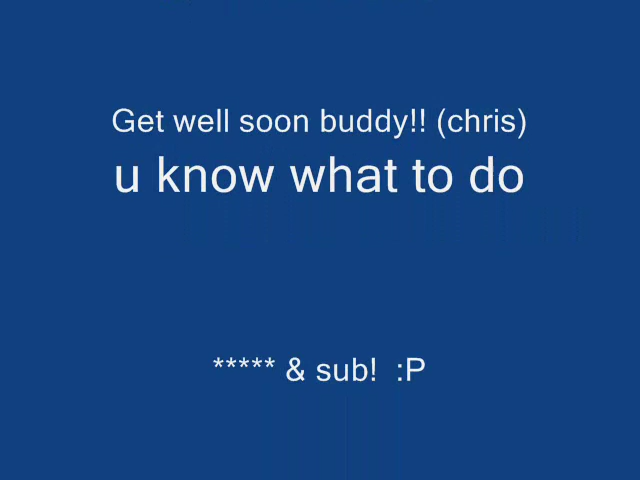 Get well soon buddy!! (chris)
u know what to do
***** & sub!  :P